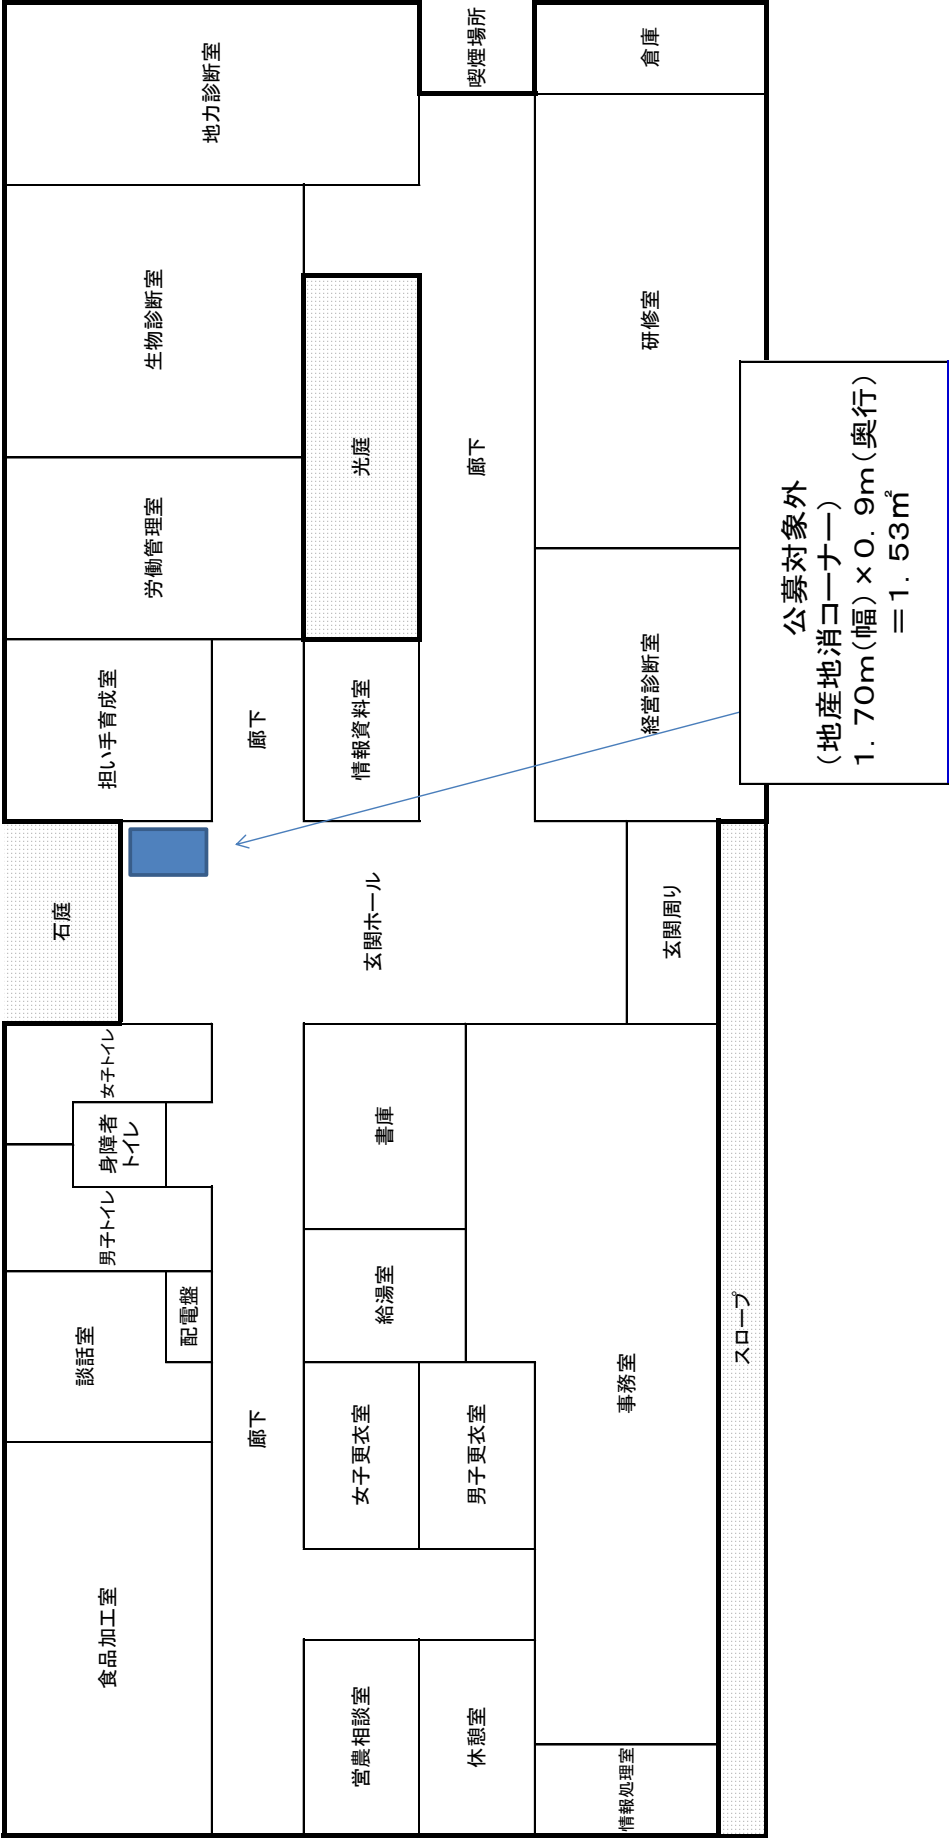 食品加工室
談話室
配電盤
男子トイレ
身障者
トイレ
女子トイレ
石庭
担い手育成室
労働管理室
生物診断室
地力診断室
廊下
廊下
営農相談室
女子更衣室
給湯室
書庫
玄関ホール
情報資料室
光庭
休憩室
男子更衣室
廊下
喫煙場所
情報処理室
事務室
玄関周り
経営診断室
研修室
倉庫
スロープ
公募対象外
(地産地消コーナー)
1.70m(幅)×0.9m(奥行)
=1.53㎡